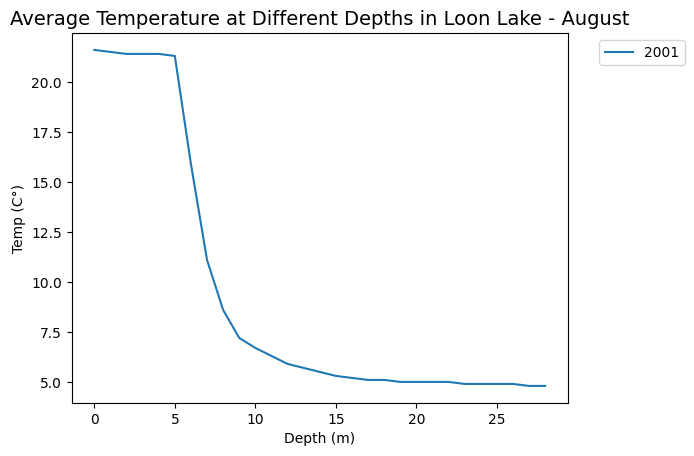 Average Temperature at Different Depths in Loon Lake - August
2001
Temp (C°)
20.0
17.5
15.0
12.5
10.0
7.5
5.0
0 5 10 15 20 25
Depth (m)